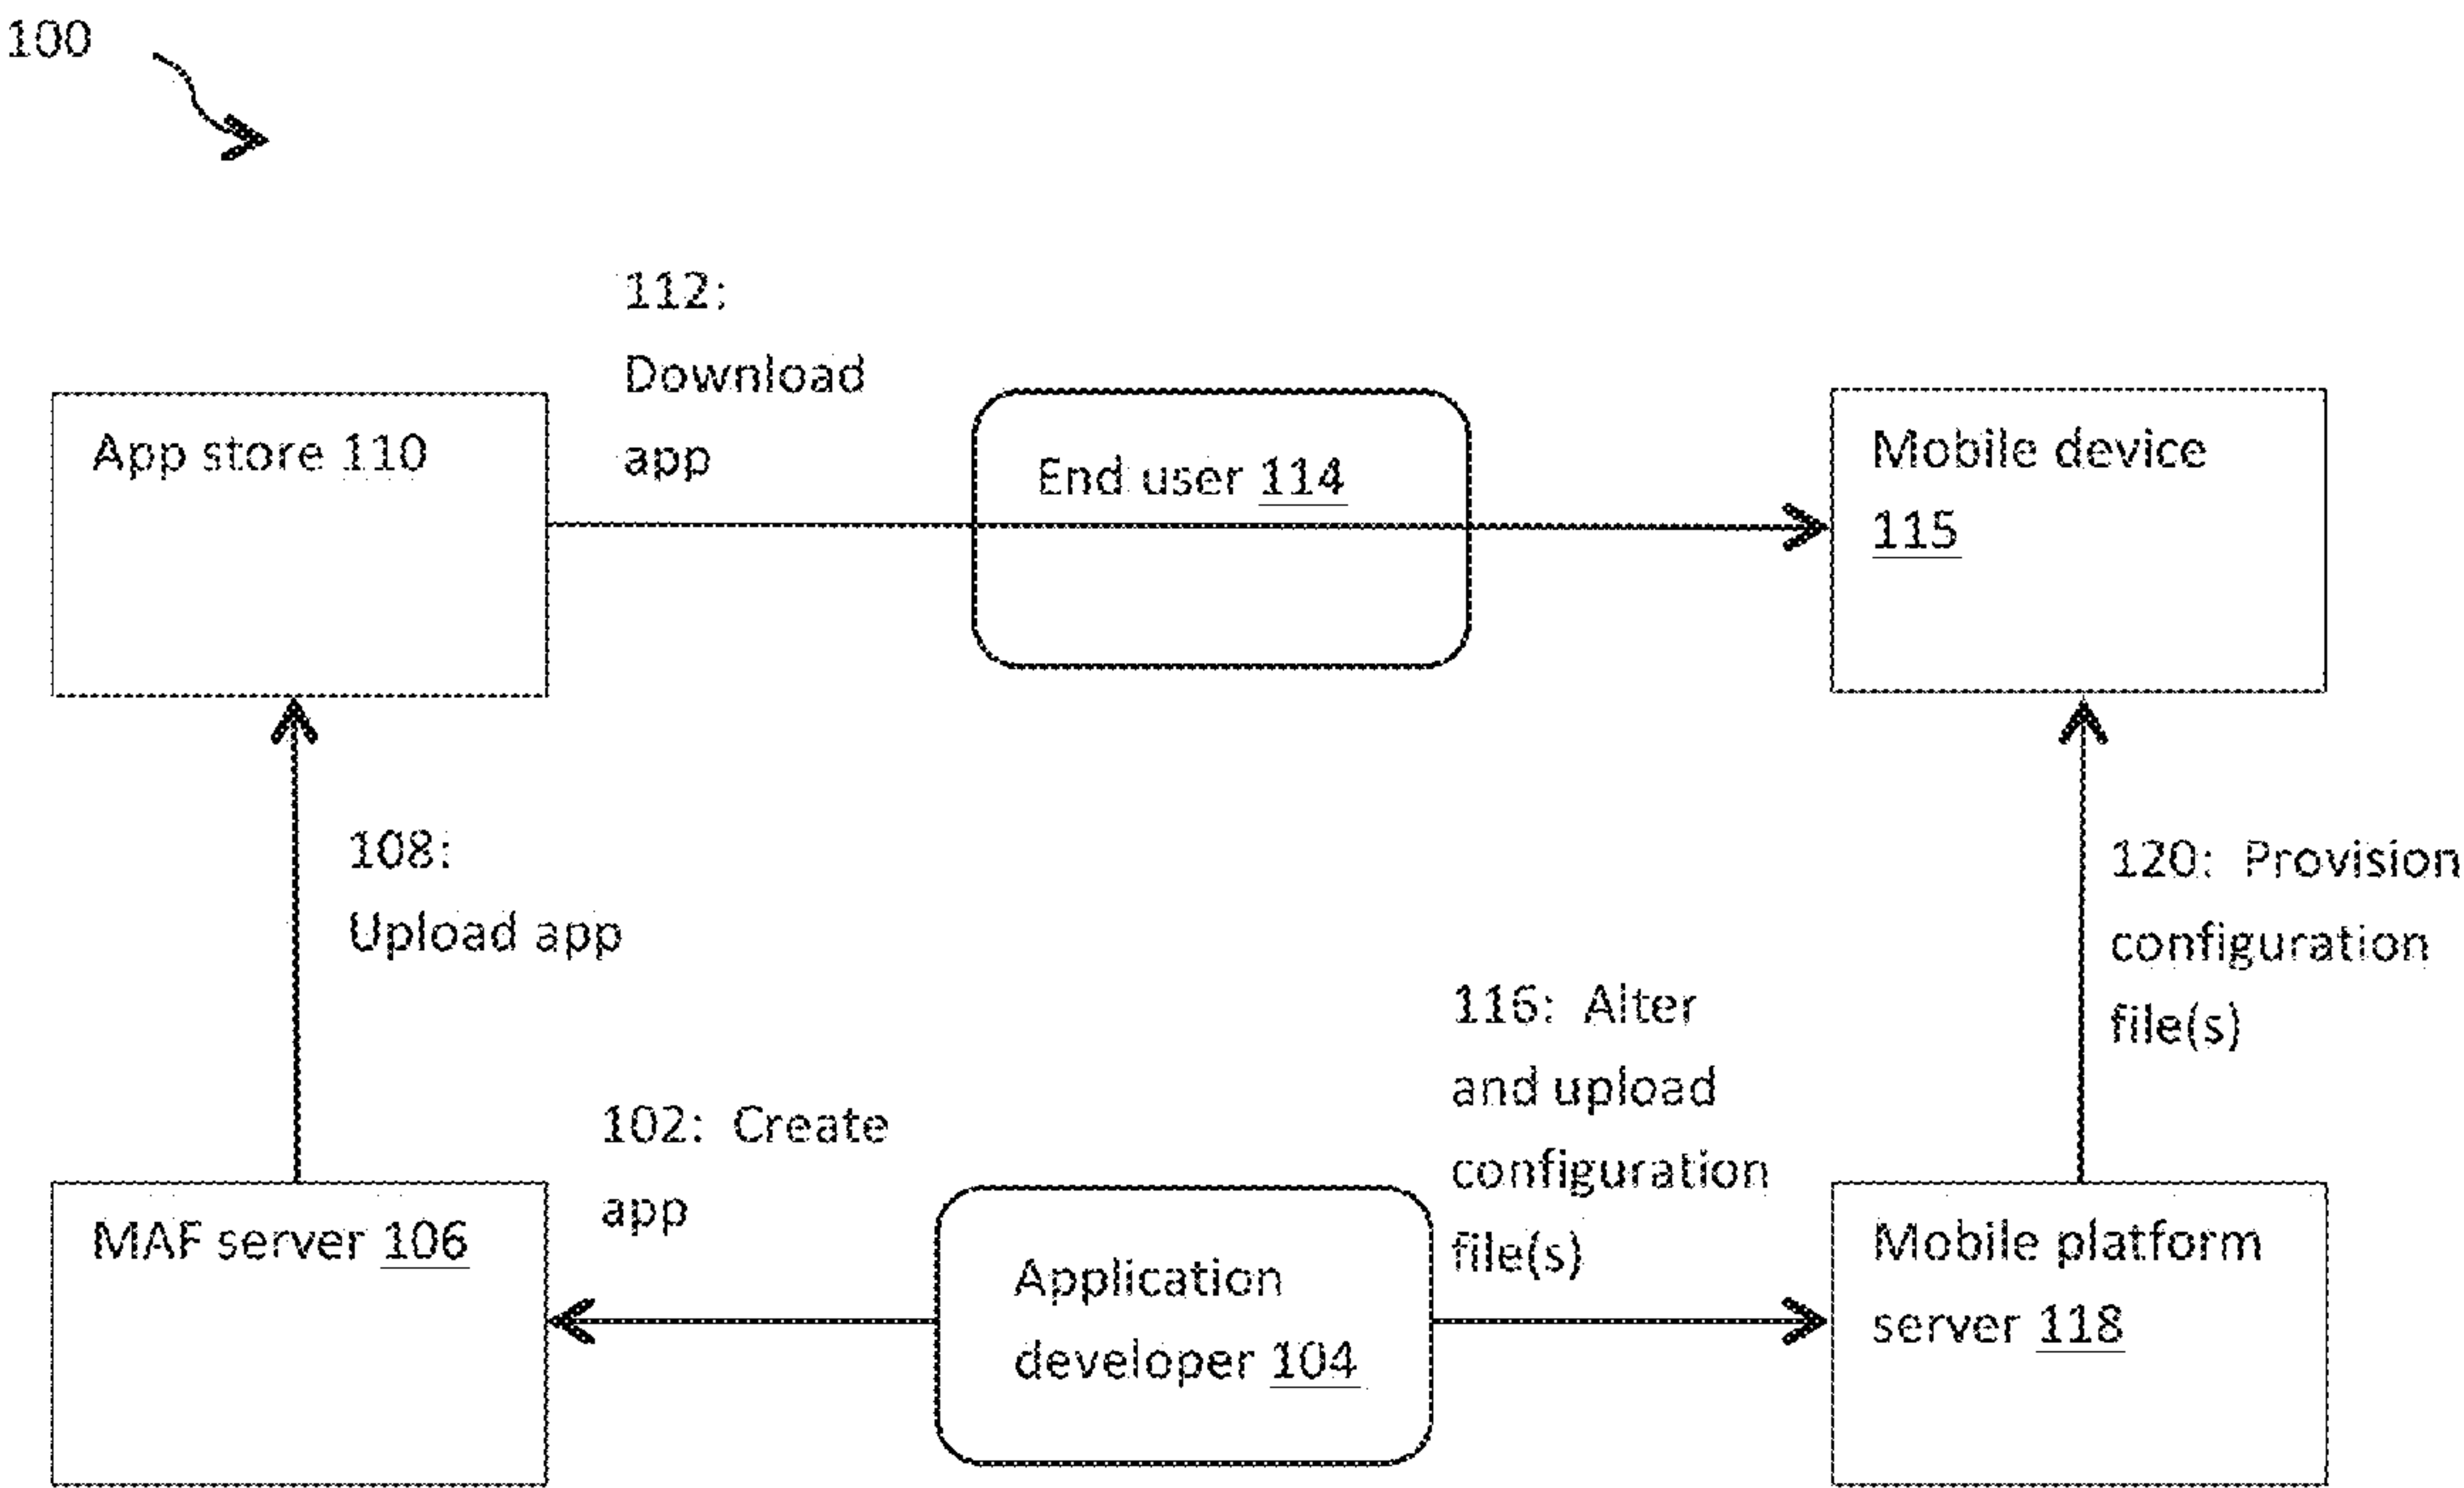 100
112:
Download
app
App store 110
End user 114
Mobile device
115
108:
Upload app
120: Provision
configuration
file(s)
116: Alter
and upload
configuration
file(s)
102: Create
app
MAF server 106
Application
developer 104
Mobile platform
server 118